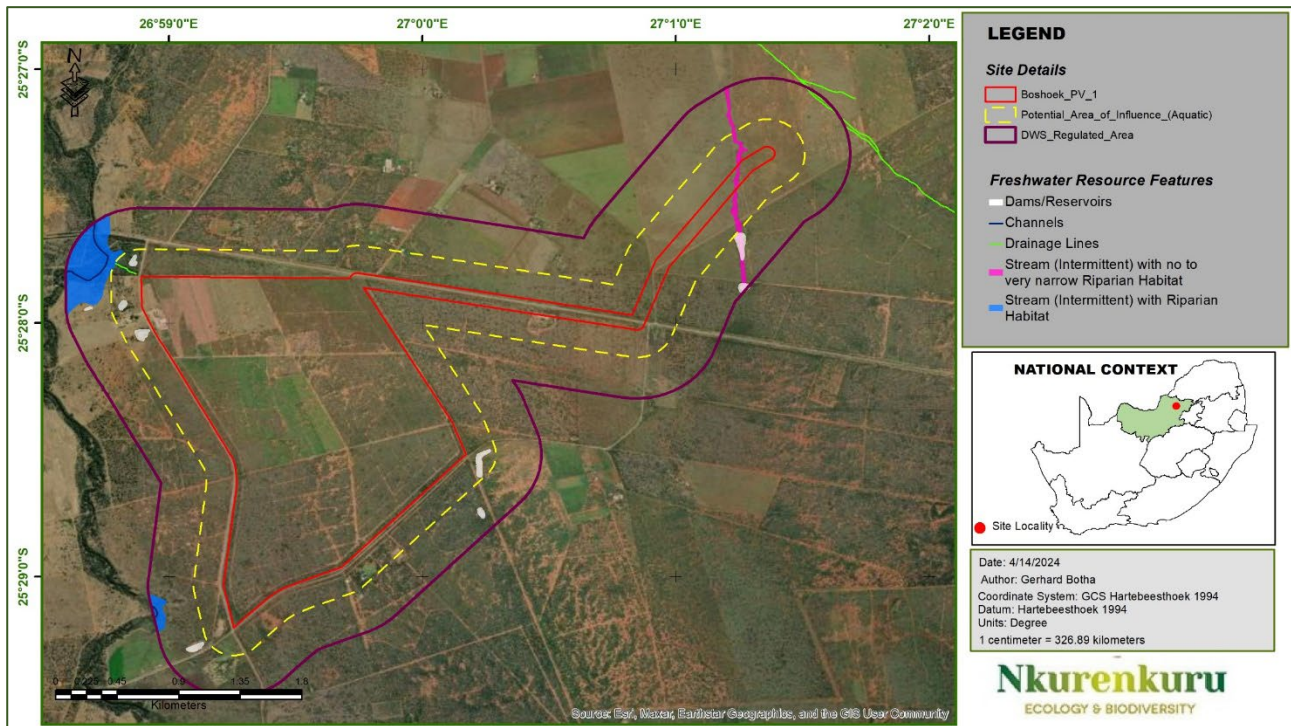 26°59'0"E
27°0'0"E
27°1'0"E
27°2'0"E
25°27'0"S
25°28'0"S
25°29'0"S
N
0 0.225 0.45 0.9 1.35 1.8
Kilometers
Source: Esri, Maxar, Earthstar Geographics, and the GIS User Community
LEGEND
Site Details
Boshoek_PV_1
Potential_Area_of_Influence_(Aquatic)
DWS_Regulated_Area
Freshwater Resource Features
Dams/Reservoirs
Channels
Drainage Lines
Stream (Intermittent) with no to
very narrow Riparian Habitat
Stream (Intermittent) with Riparian
Habitat
NATIONAL CONTEXT
Site Locality
Date: 4/14/2024
Author: Gerhard Botha
Coordinate System: GCS Hartebeesthoek 1994
Datum: Hartebeesthoek 1994
Units: Degree
1 centimeter = 326.89 kilometers
Nkurenkuru
ECOLOGY & BIODIVERSITY